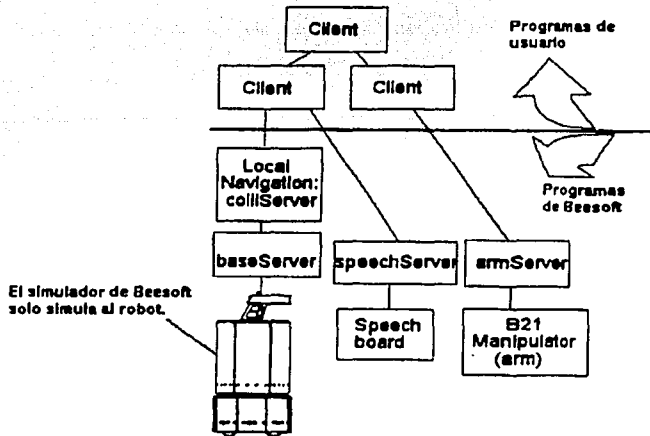 Client
Programas de
usuario
Client
Client
Local
Navigation:
colliServer
Programas
de Beesoft
baseServer
speechServer
armServer
El simulador de Beesoft
solo simula al robot.
Speech
board
B21
Manipulator
(arm)